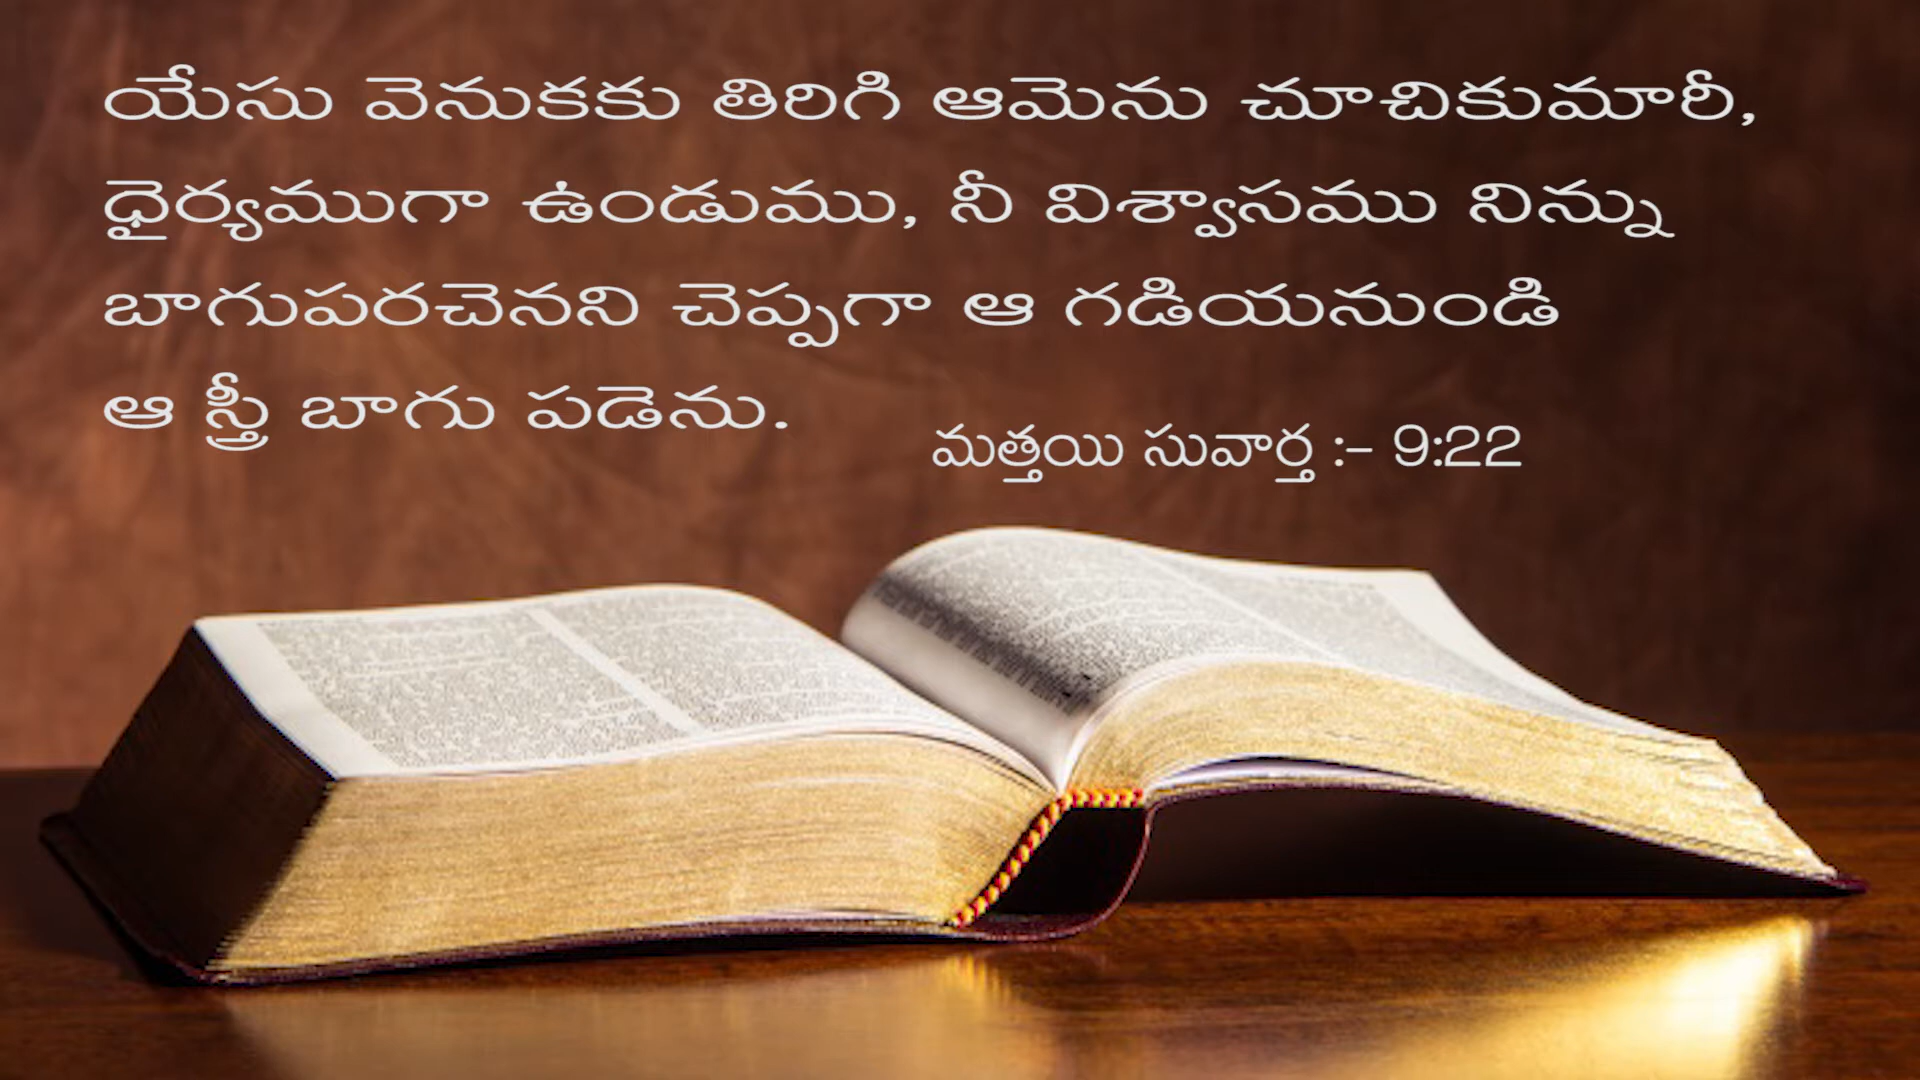 యేసు వెనుకకు తిరిగి ఆమెను చూచికుమారీ,
ధైర్యముగా ఉండుము, నీ విశ్వాసము నిన్ను
బాగుపరచెనని చెప్పగా ఆ గడియనుండి
ఆ స్త్రీ బాగు పడెను.
మత్తయి సువార్త :- 9:22